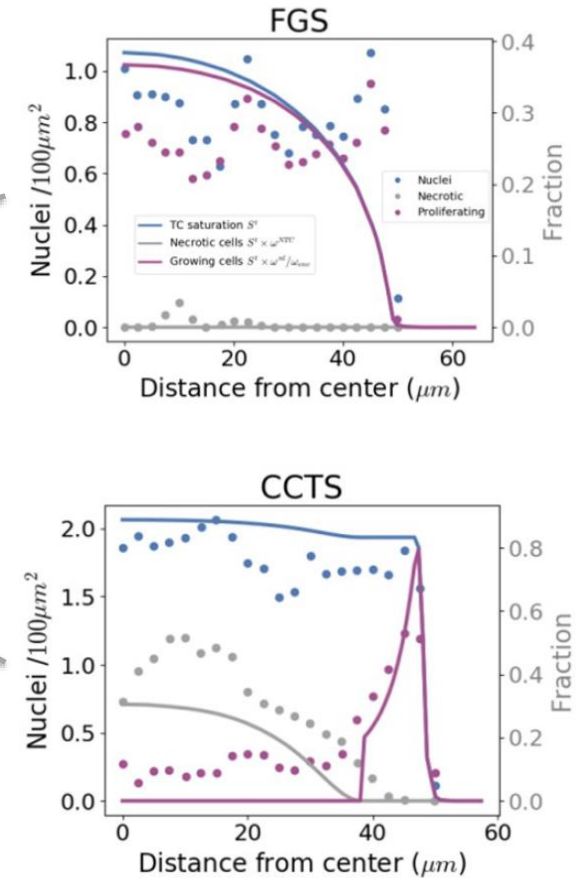 FGS
Nuclei /100μm²
1.0
0.8
0.6
0.4
0.2
0.0
0.4
0.3
0.2
0.1
0.0
Fraction
Nuclei
Necrotic
Proliferating
TC saturation Sᵗ
Necrotic cells Sᵗ × ω^NTC
Growing cells Sᵗ × ω^nl/ω_env
0
20
40
60
Distance from center (μm)
CCTS
Nuclei /100μm²
2.0
1.5
1.0
0.5
0.0
0.8
0.6
0.4
0.2
0.0
Fraction
0
20
40
60
Distance from center (μm)